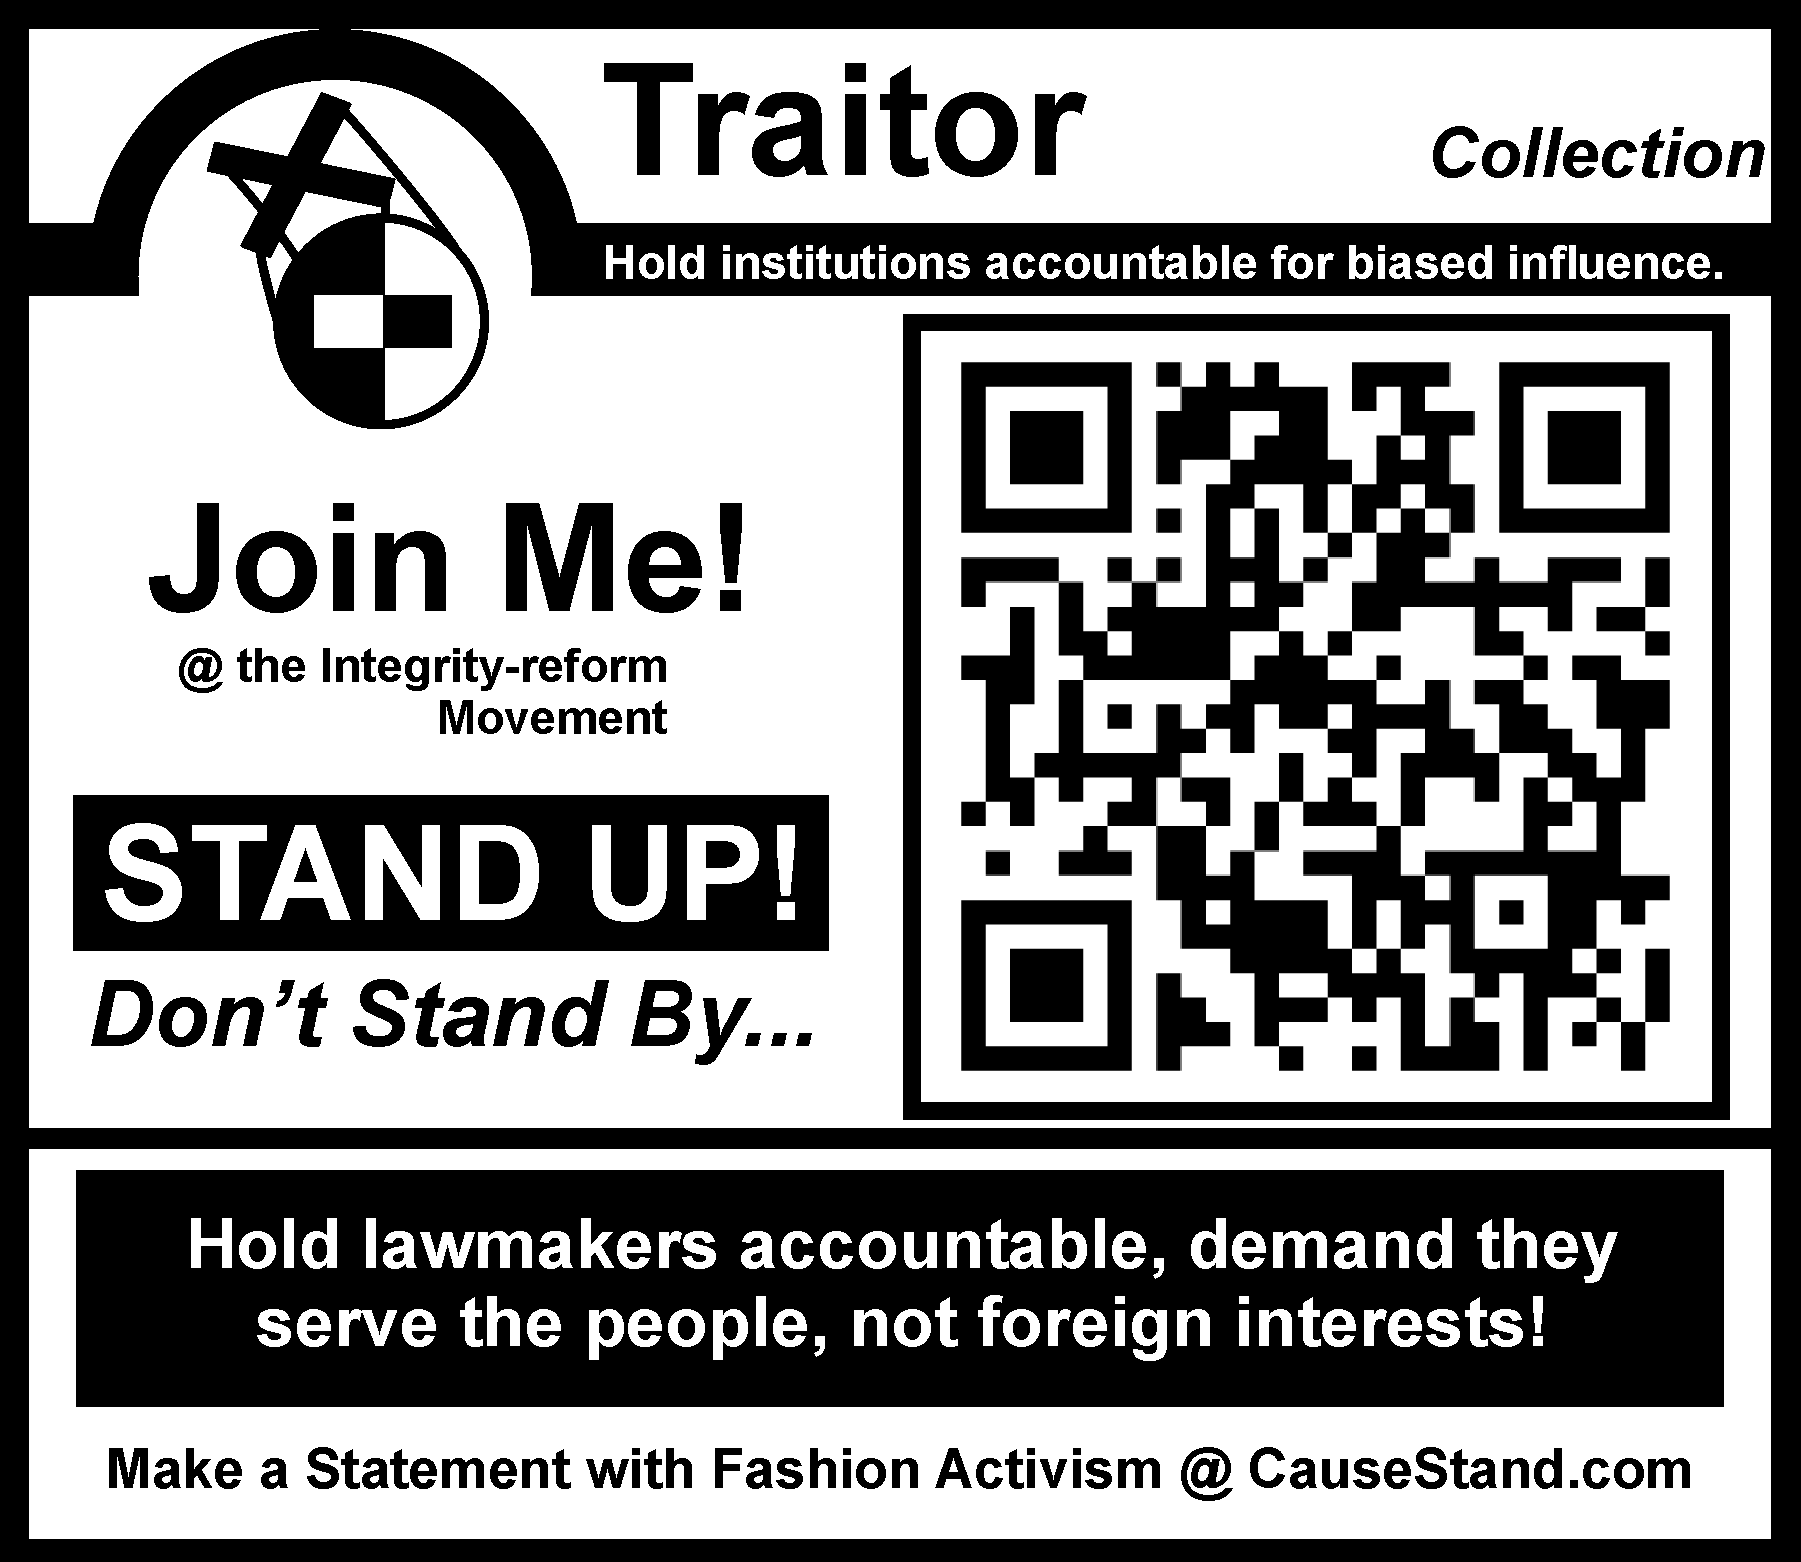 Traitor
Collection
Hold institutions accountable for biased influence.
Join Me!
@ the Integrity-reform
Movement
STAND UP!
Don’t Stand By...
Hold lawmakers accountable, demand they
serve the people, not foreign interests!
Make a Statement with Fashion Activism @ CauseStand.com